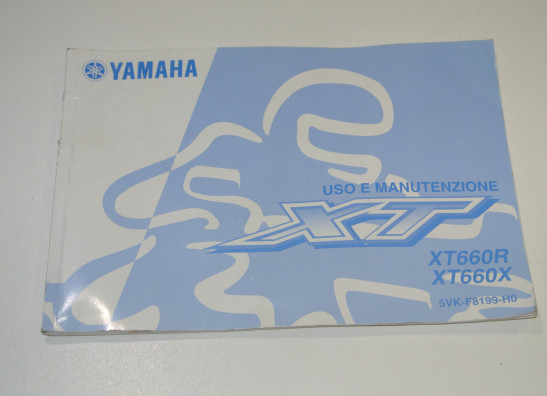 YAMAHA
USO E MANUTENZIONE
XT
XT660R
XT660X
5VK-F8199-H0